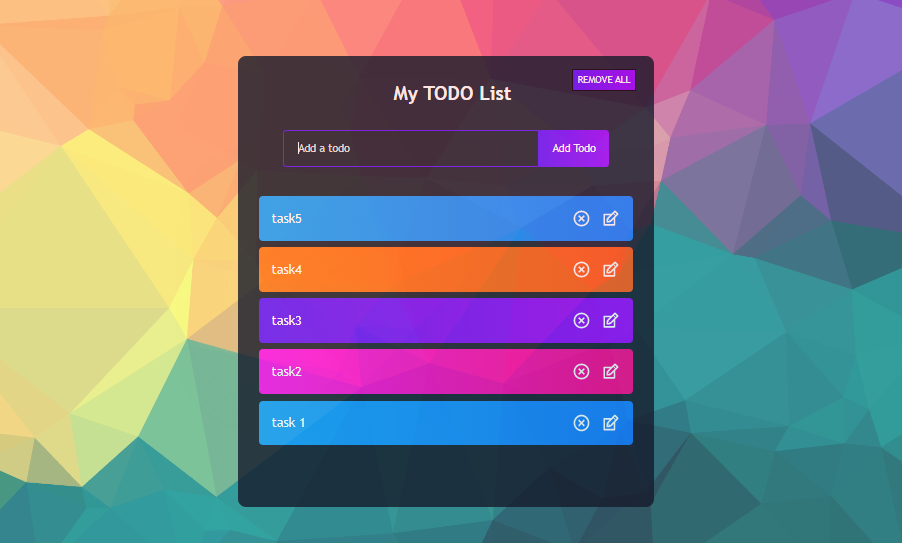 REMOVE ALL
My TODO List
Add a todo
Add Todo
task5
task4
task3
task2
task 1